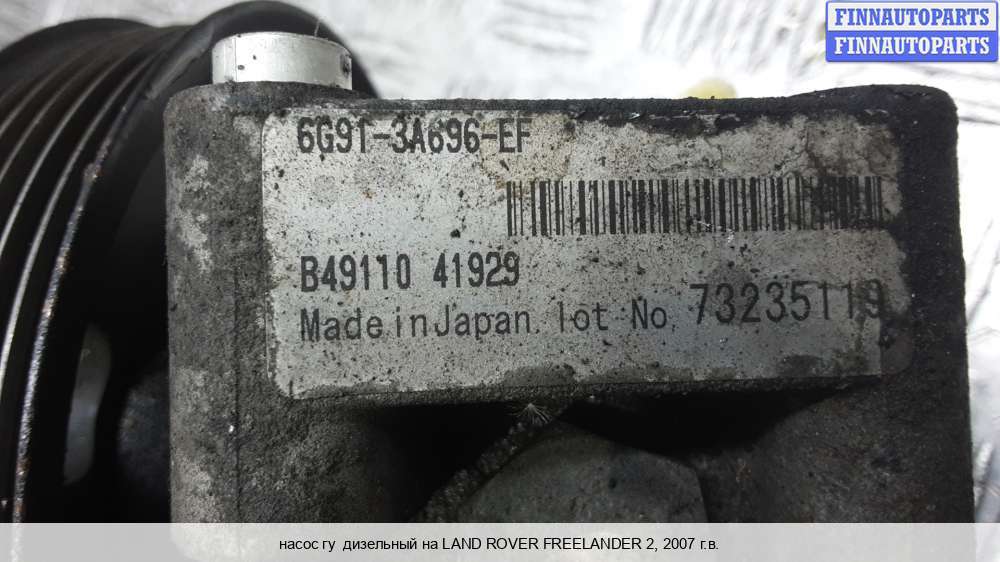 FINNAUTOPARTS
FINNAUTOPARTS
6G91-3A696-EF
B49110 41929
Made in Japan. lot No. 73235119
насос гу дизельный на LAND ROVER FREELANDER 2, 2007 г.в.